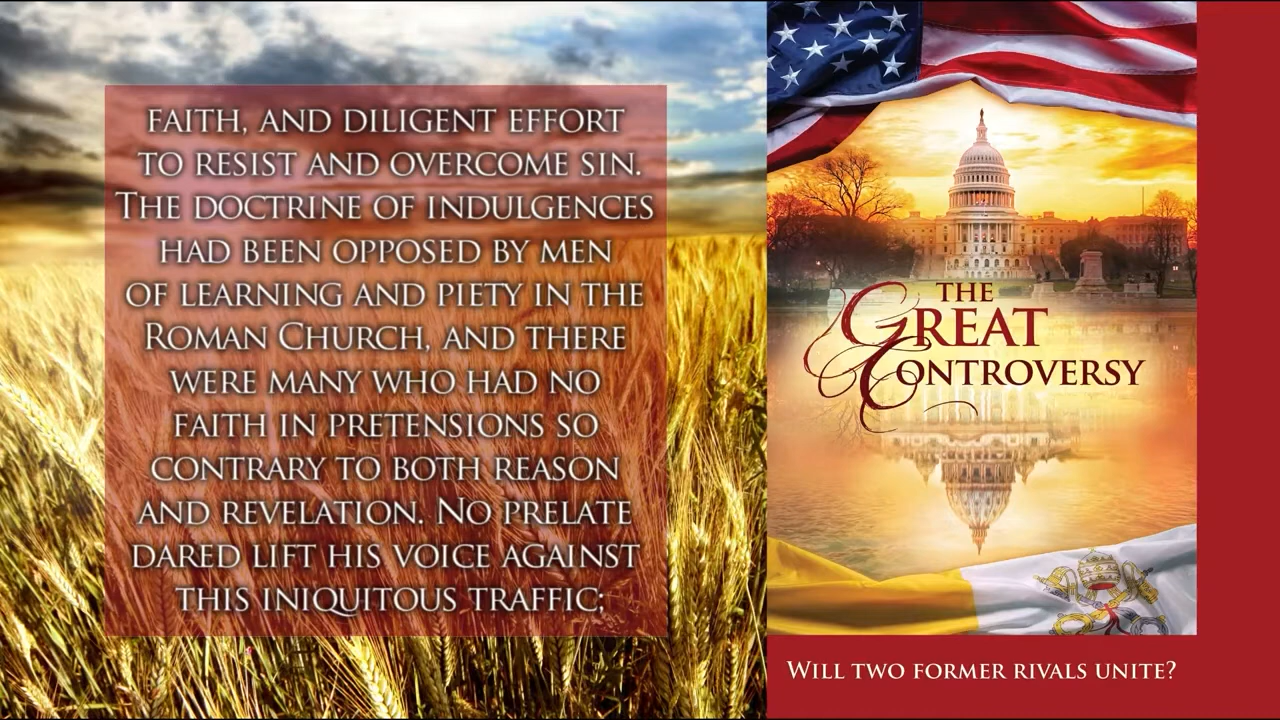 FAITH, AND DILIGENT EFFORT
TO RESIST AND OVERCOME SIN.
THE DOCTRINE OF INDULGENCES
HAD BEEN OPPOSED BY MEN
OF LEARNING AND PIETY IN THE
ROMAN CHURCH, AND THERE
WERE MANY WHO HAD NO
FAITH IN PRETENSIONS SO
CONTRARY TO BOTH REASON
AND REVELATION. NO PRELATE
DARED LIFT HIS VOICE AGAINST
THIS INIQUITOUS TRAFFIC;
THE
GREAT
CONTROVERSY
WILL TWO FORMER RIVALS UNITE?